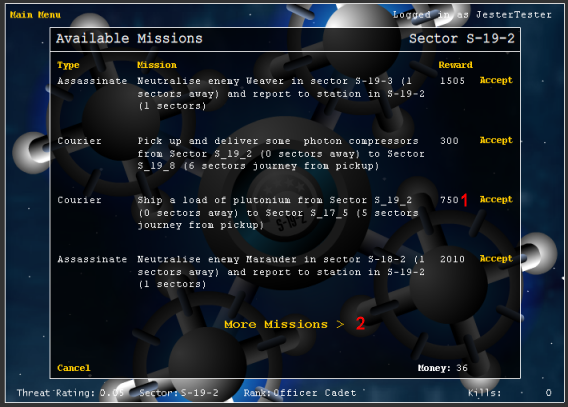 Main Menu Logged in as JesterTester
Available Missions Sector S-19-2
Type Mission Reward
Assassinate Neutralise enemy Weaver in sector S-19-3 (1 1505 Accept
sectors away) and report to station in S-19-2
(1 sectors)
Courier Pick up and deliver some photon compressors 300 Accept
from Sector S_19_2 (0 sectors away) to Sector
S_19_8 (6 sectors journey from pickup)
Courier Ship a load of plutonium from Sector S_19_2 750 1 Accept
(0 sectors away) to Sector S_17_5 (5 sectors
journey from pickup)
Assassinate Neutralise enemy Marauder in sector S-18-2 (1 2010 Accept
sectors away) and report to station in S-19-2
(1 sectors)
More Missions > 2
Cancel Money: 36
Threat Rating: 0.05 Sector: S-19-2 Rank: Officer Cadet Kills: 0